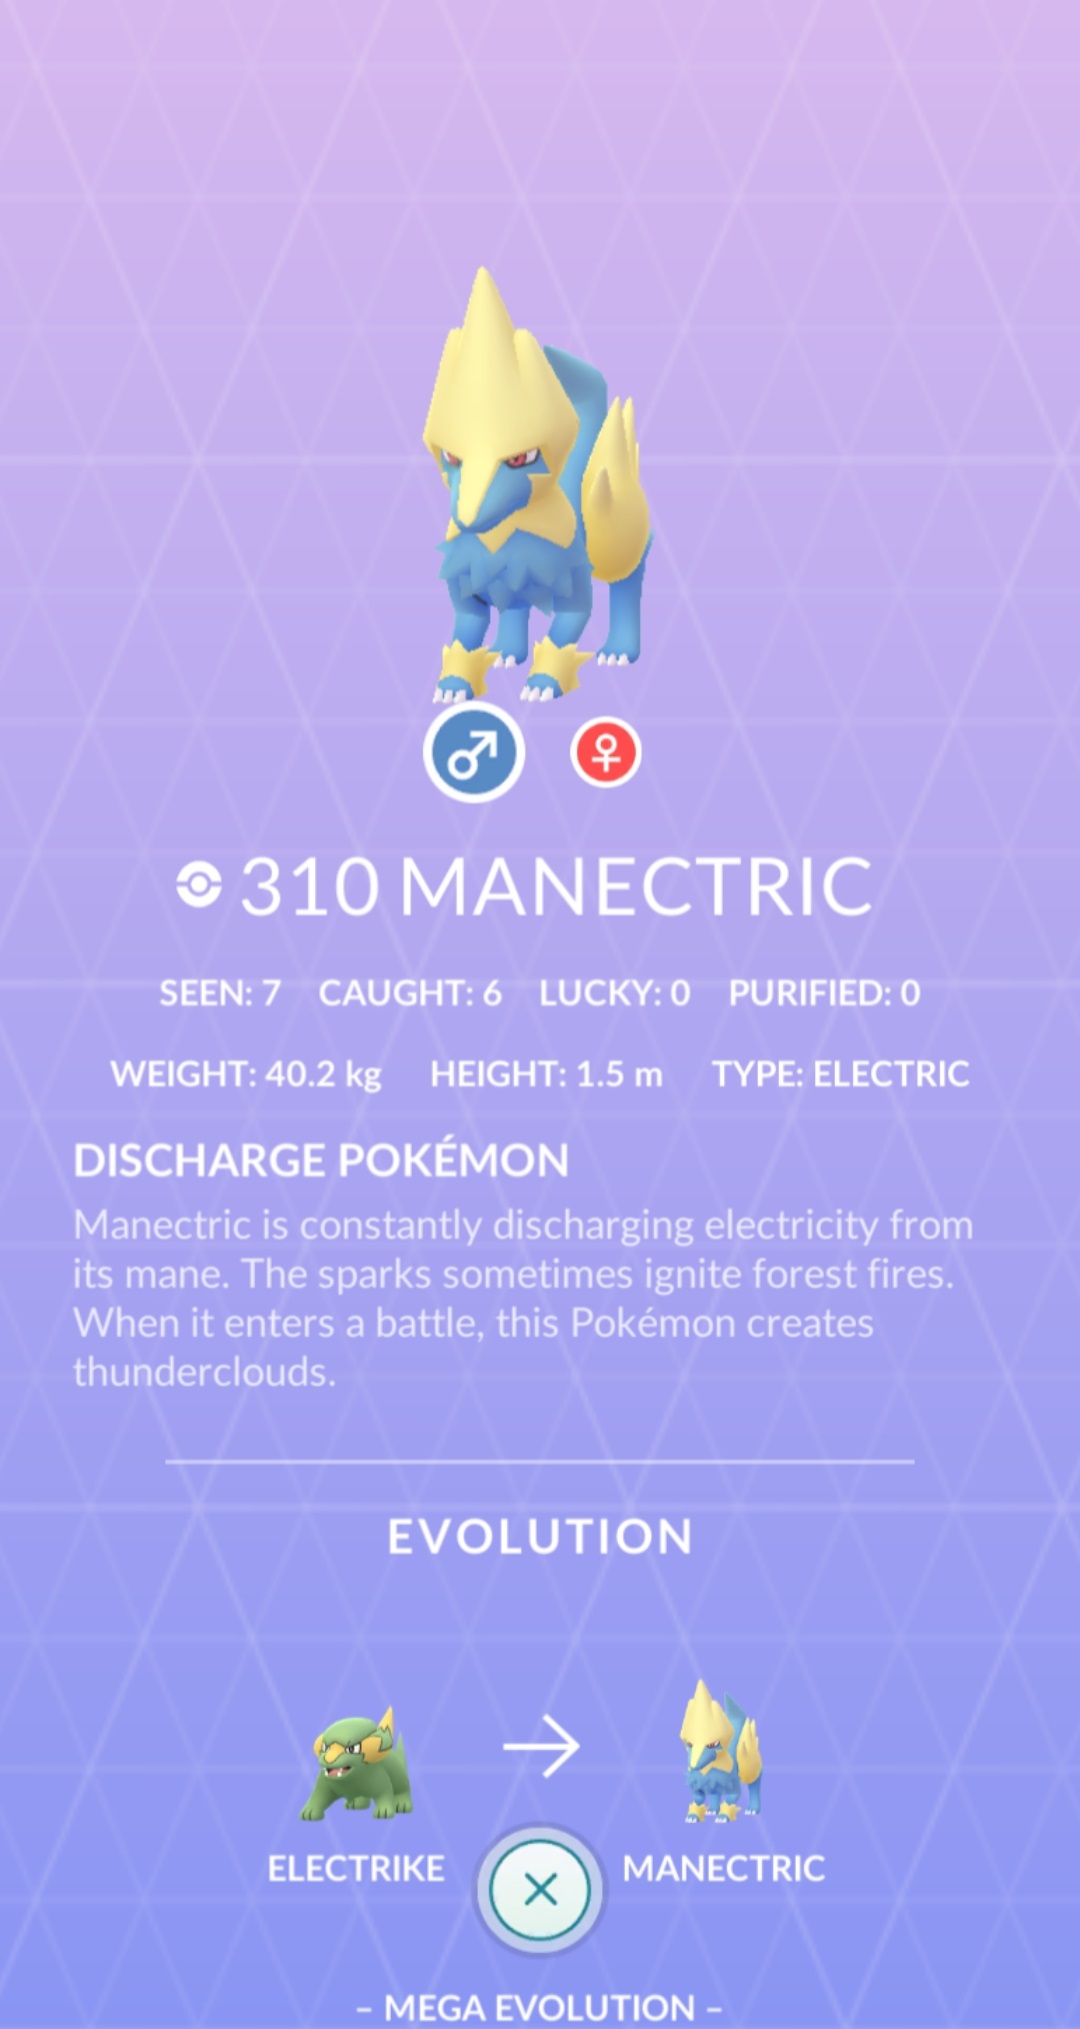 310 MANECTRIC
SEEN: 7 CAUGHT: 6 LUCKY: 0 PURIFIED: 0
WEIGHT: 40.2 kg HEIGHT: 1.5 m TYPE: ELECTRIC
DISCHARGE POKÉMON
Manectric is constantly discharging electricity from
its mane. The sparks sometimes ignite forest fires.
When it enters a battle, this Pokémon creates
thunderclouds.
EVOLUTION
ELECTRIKE MANECTRIC
– MEGA EVOLUTION –